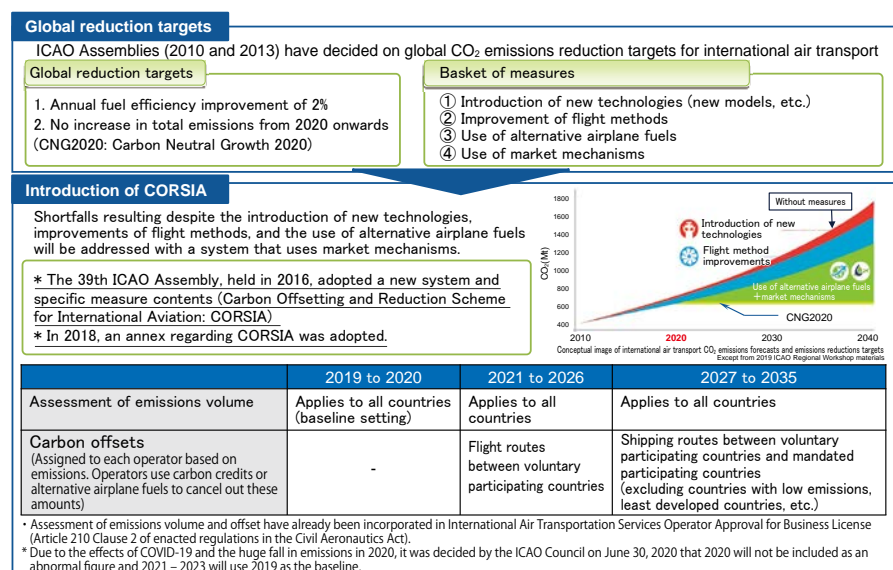 Global reduction targets
ICAO Assemblies (2010 and 2013) have decided on global CO₂ emissions reduction targets for international air transport
Global reduction targets
1. Annual fuel efficiency improvement of 2%
2. No increase in total emissions from 2020 onwards
(CNG2020: Carbon Neutral Growth 2020)
Basket of measures
① Introduction of new technologies (new models, etc.)
② Improvement of flight methods
③ Use of alternative airplane fuels
④ Use of market mechanisms
Introduction of CORSIA
Shortfalls resulting despite the introduction of new technologies,
improvements of flight methods, and the use of alternative airplane fuels
will be addressed with a system that uses market mechanisms.
* The 39th ICAO Assembly, held in 2016, adopted a new system and
specific measure contents (Carbon Offsetting and Reduction Scheme
for International Aviation: CORSIA)
* In 2018, an annex regarding CORSIA was adopted.
CO₂(Mt)
1800
1600
1400
1200
1000
800
600
400
2010
2020
2030
2040
Without measures
Introduction of new
technologies
Flight method
improvements
Use of alternative airplane fuels
+market mechanisms
CNG2020
Conceptual image of international air transport CO₂ emissions forecasts and emissions reductions targets
Except from 2019 ICAO Regional Workshop materials
2019 to 2020
2021 to 2026
2027 to 2035
Assessment of emissions volume
Applies to all countries
(baseline setting)
Applies to all
countries
Applies to all countries
Carbon offsets
(Assigned to each operator based on
emissions. Operators use carbon credits or
alternative airplane fuels to cancel out these
amounts)
-
Flight routes
between voluntary
participating countries
Shipping routes between voluntary
participating countries and mandated
participating countries
(excluding countries with low emissions,
least developed countries, etc.)
・Assessment of emissions volume and offset have already been incorporated in International Air Transportation Services Operator Approval for Business License
(Article 210 Clause 2 of enacted regulations in the Civil Aeronautics Act).
* Due to the effects of COVID-19 and the huge fall in emissions in 2020, it was decided by the ICAO Council on June 30, 2020 that 2020 will not be included as an
abnormal figure and 2021 – 2023 will use 2019 as the baseline.